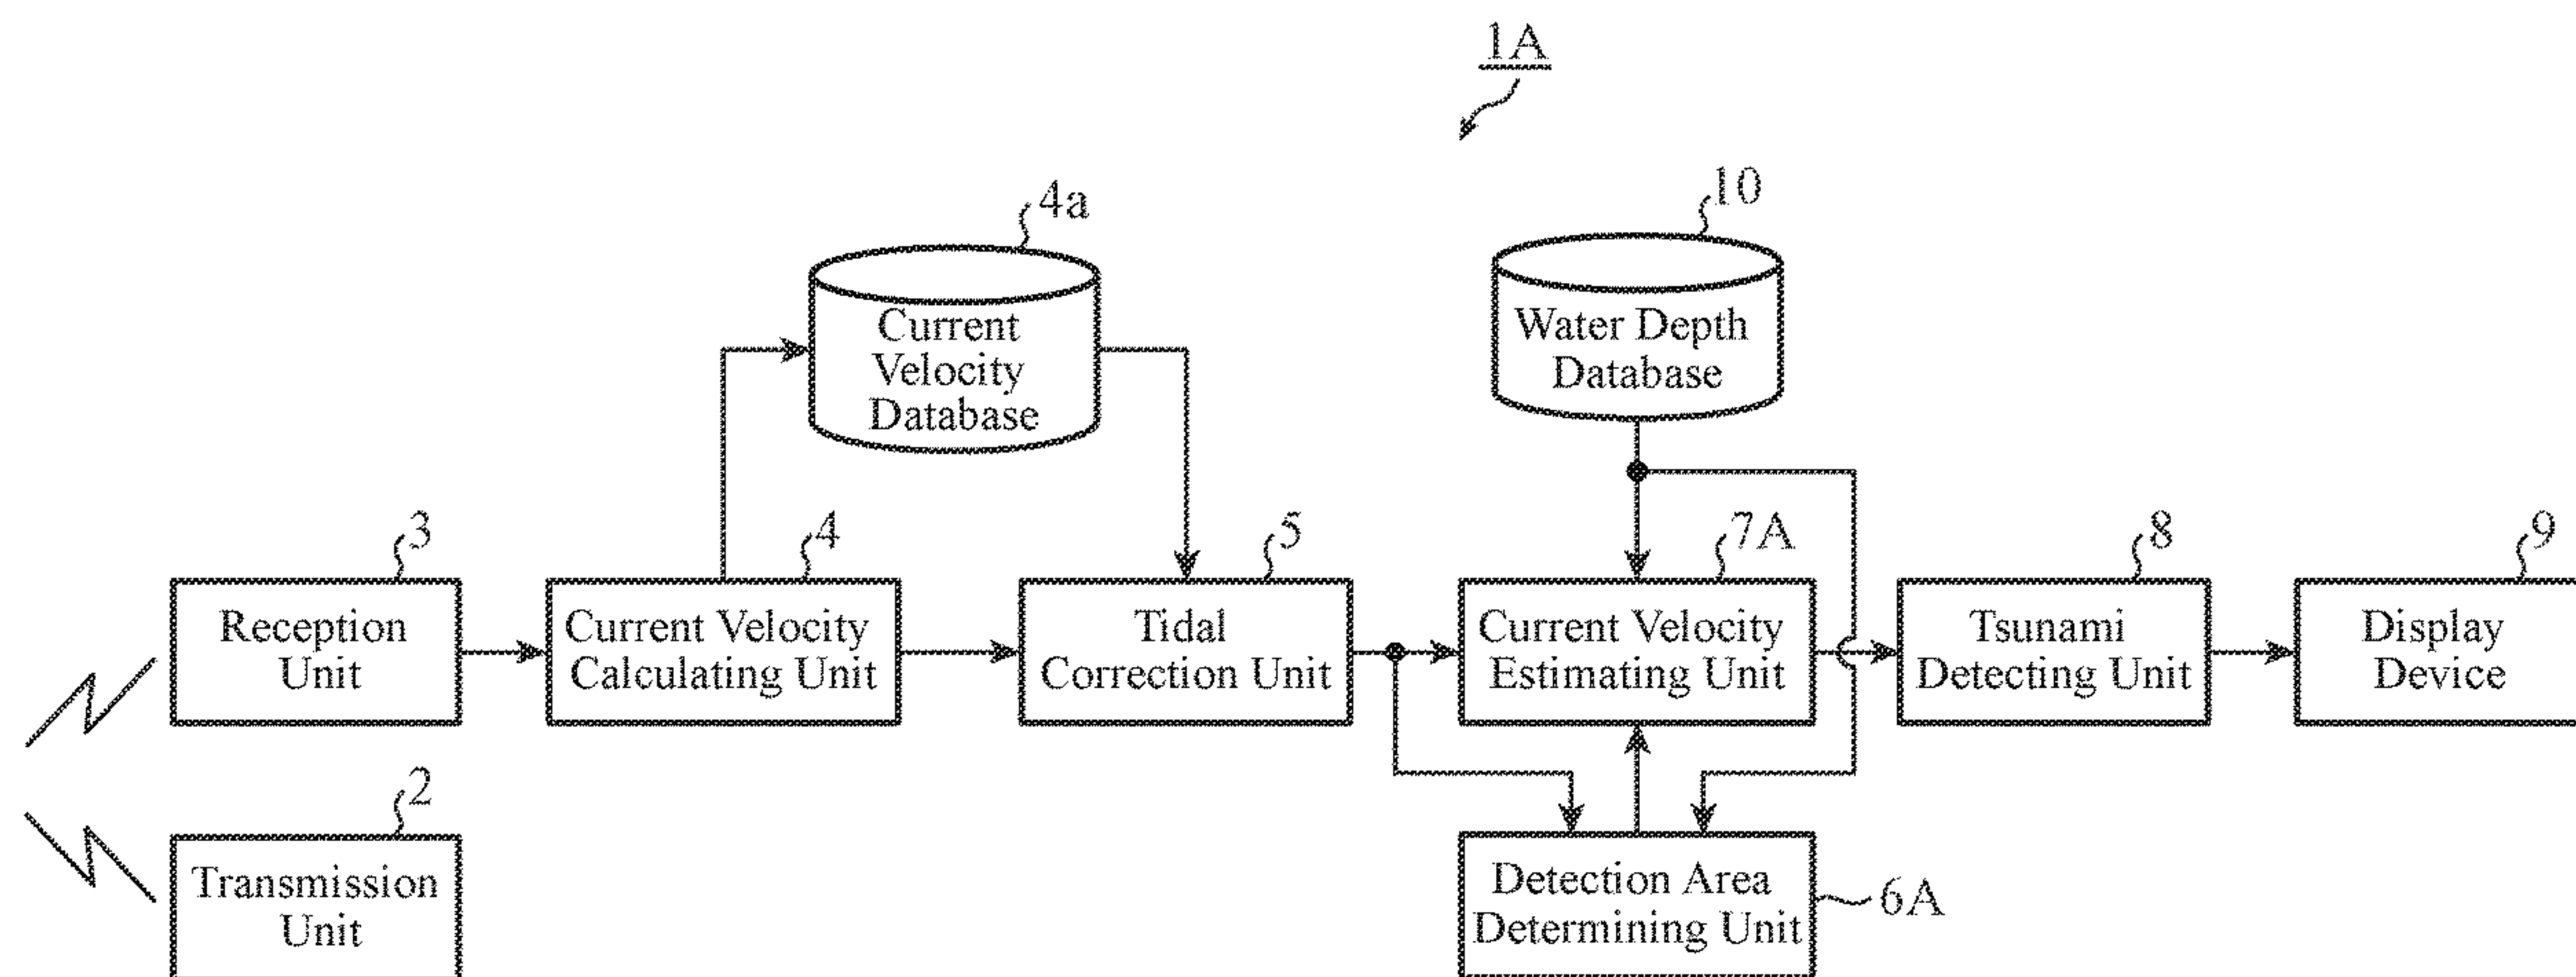 1A
4a
10
Current
Velocity
Database
Water Depth
Database
3
4
5
7A
8
9
Reception
Unit
Current Velocity
Calculating Unit
Tidal
Correction Unit
Current Velocity
Estimating Unit
Tsunami
Detecting Unit
Display
Device
2
Transmission
Unit
Detection Area
Determining Unit
6A